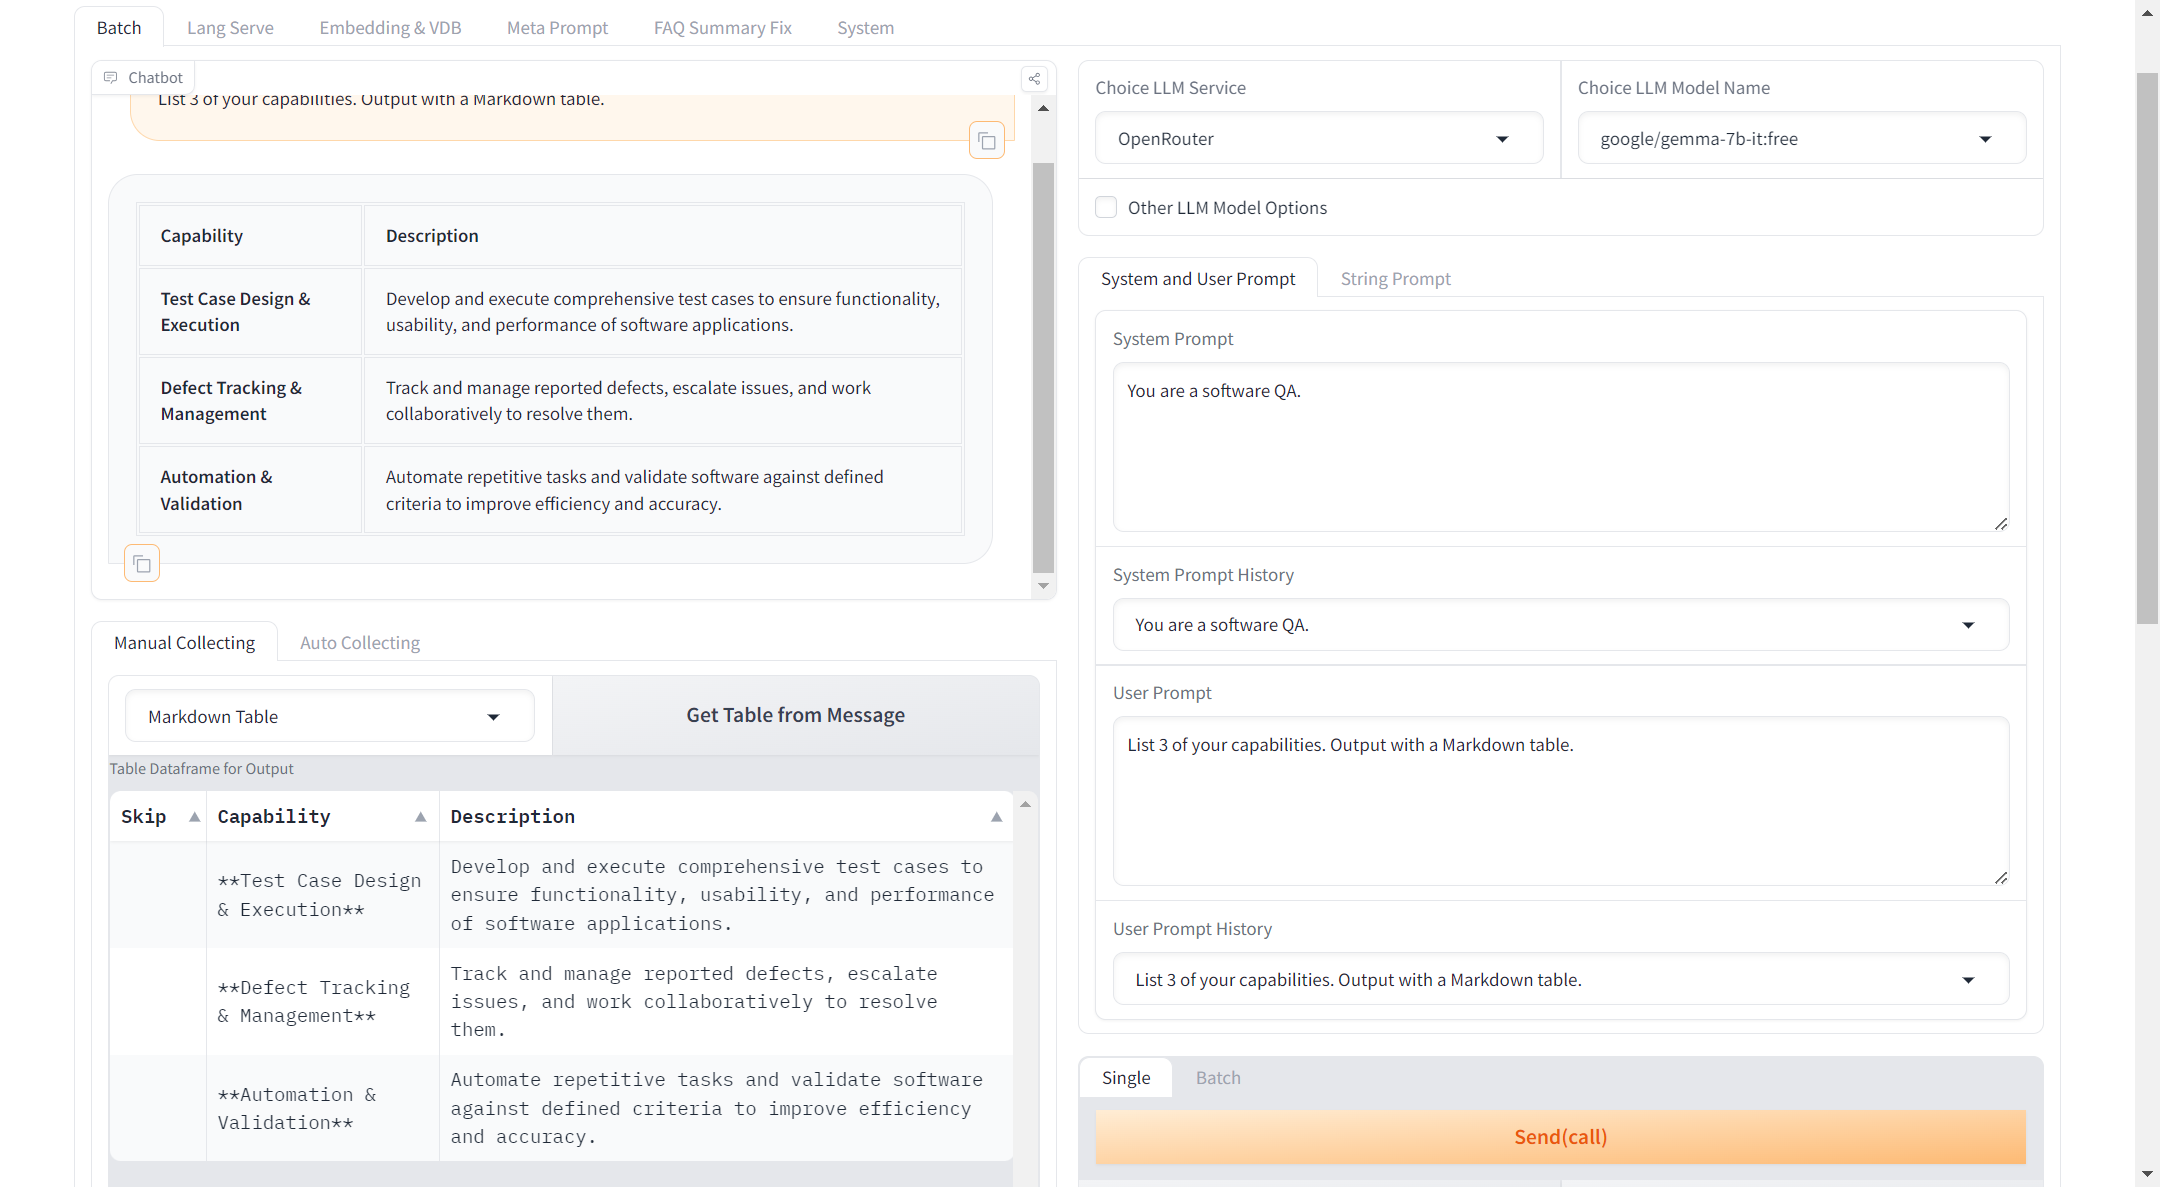 Batch
Lang Serve
Embedding & VDB
Meta Prompt
FAQ Summary Fix
System
Chatbot
List 3 of your capabilities. Output with a Markdown table.
Capability
Description
Test Case Design &
Execution
Develop and execute comprehensive test cases to ensure functionality,
usability, and performance of software applications.
Defect Tracking &
Management
Track and manage reported defects, escalate issues, and work
collaboratively to resolve them.
Automation &
Validation
Automate repetitive tasks and validate software against defined
criteria to improve efficiency and accuracy.
Manual Collecting
Auto Collecting
Markdown Table
Get Table from Message
Table Dataframe for Output
Skip
Capability
Description
**Test Case Design
& Execution**
Develop and execute comprehensive test cases to
ensure functionality, usability, and performance
of software applications.
**Defect Tracking
& Management**
Track and manage reported defects, escalate
issues, and work collaboratively to resolve
them.
**Automation &
Validation**
Automate repetitive tasks and validate software
against defined criteria to improve efficiency
and accuracy.
Choice LLM Service
OpenRouter
Choice LLM Model Name
google/gemma-7b-it:free
Other LLM Model Options
System and User Prompt
String Prompt
System Prompt
You are a software QA.
System Prompt History
You are a software QA.
User Prompt
List 3 of your capabilities. Output with a Markdown table.
User Prompt History
List 3 of your capabilities. Output with a Markdown table.
Single
Batch
Send(call)